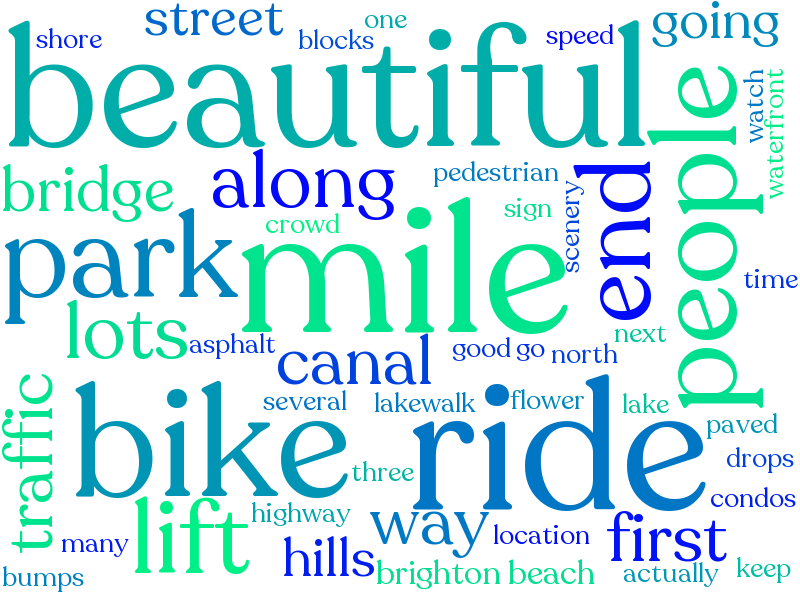 street
one
going
shore
blocks
speed
beautiful
people
watch
waterfront
bridge
along
pedestrian
scenery
end
crowd
sign
park
mile
time
lots
asphalt
canal
good go
north
next
traffic
bike
several
lakewalk
flower
ride
lake
paved
three
drops
lift
highway
way
location
first
condos
many
hills
brighton beach
actually
keep
bumps